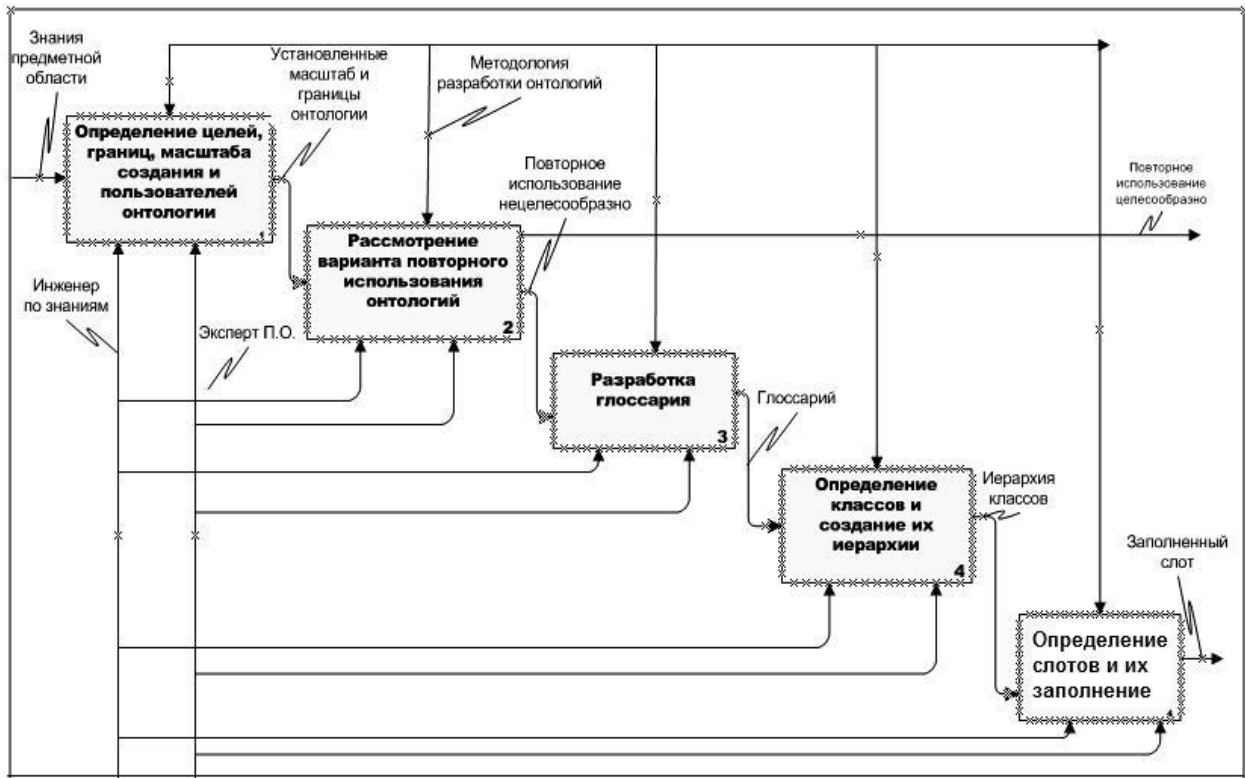 Знания
предметной
области
Установленные
масштаб и
границы
онтологии
Методология
разработки онтологий
Определение целей,
границ, масштаба
создания и
пользователей
онтологии
1
Повторное
использование
нецелесообразно
Повторное
использование
целесообразно
Рассмотрение
варианта повторного
использования
онтологий
2
Инженер
по знаниям
Эксперт П.О.
Разработка
глоссария
3
Глоссарий
Определение
классов и
создание их
иерархии
4
Иерархия
классов
Заполненный
слот
Определение
слотов и их
заполнение